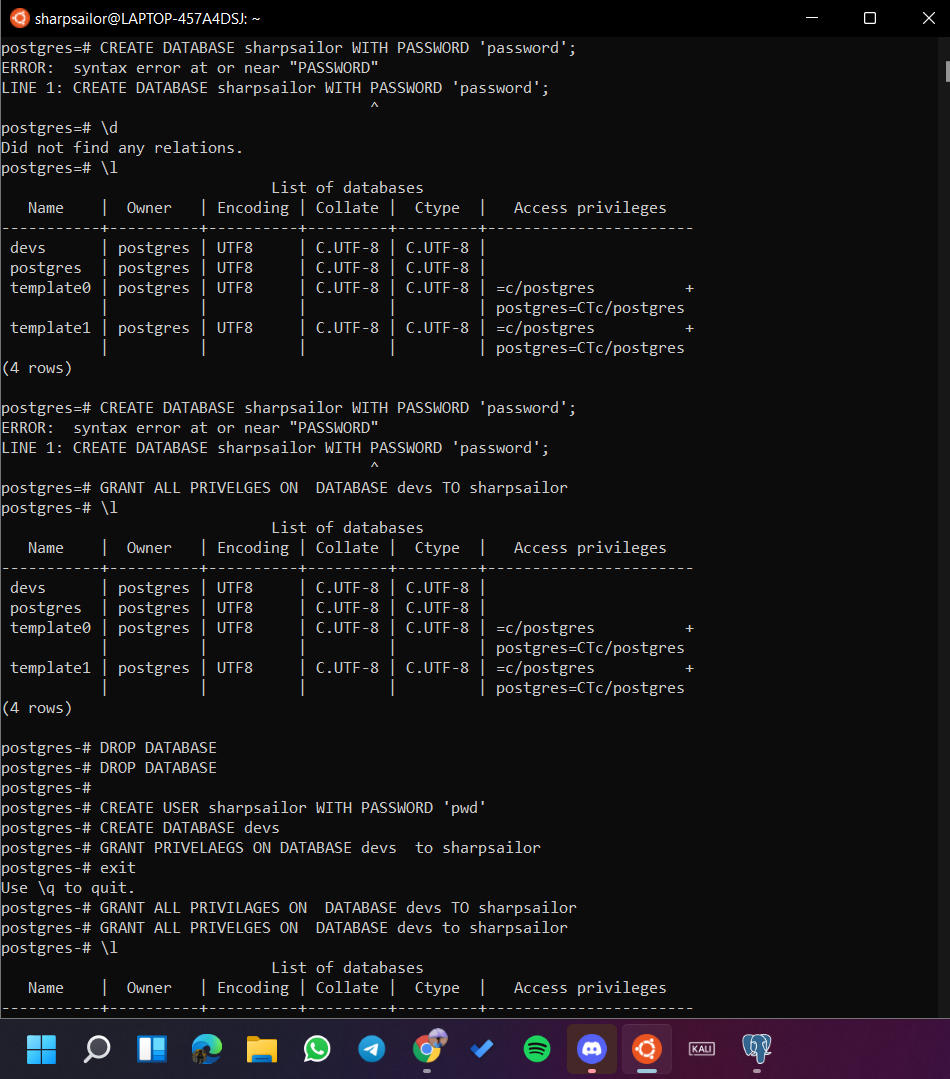 sharpsailor@LAPTOP-457A4DSJ: ~
postgres=# CREATE DATABASE sharpsailor WITH PASSWORD 'password';
ERROR:  syntax error at or near "PASSWORD"
LINE 1: CREATE DATABASE sharpsailor WITH PASSWORD 'password';
                                         ^
postgres=# \d
Did not find any relations.
postgres=# \l
                              List of databases
   Name    |  Owner   | Encoding | Collate |  Ctype  |   Access privileges
-----------+----------+----------+---------+---------+-----------------------
 devs      | postgres | UTF8     | C.UTF-8 | C.UTF-8 |
 postgres  | postgres | UTF8     | C.UTF-8 | C.UTF-8 |
 template0 | postgres | UTF8     | C.UTF-8 | C.UTF-8 | =c/postgres          +
           |          |          |         |         | postgres=CTc/postgres
 template1 | postgres | UTF8     | C.UTF-8 | C.UTF-8 | =c/postgres          +
           |          |          |         |         | postgres=CTc/postgres
(4 rows)
postgres=# CREATE DATABASE sharpsailor WITH PASSWORD 'password';
ERROR:  syntax error at or near "PASSWORD"
LINE 1: CREATE DATABASE sharpsailor WITH PASSWORD 'password';
                                         ^
postgres=# GRANT ALL PRIVELGES ON  DATABASE devs TO sharpsailor
postgres-# \l
                              List of databases
   Name    |  Owner   | Encoding | Collate |  Ctype  |   Access privileges
-----------+----------+----------+---------+---------+-----------------------
 devs      | postgres | UTF8     | C.UTF-8 | C.UTF-8 |
 postgres  | postgres | UTF8     | C.UTF-8 | C.UTF-8 |
 template0 | postgres | UTF8     | C.UTF-8 | C.UTF-8 | =c/postgres          +
           |          |          |         |         | postgres=CTc/postgres
 template1 | postgres | UTF8     | C.UTF-8 | C.UTF-8 | =c/postgres          +
           |          |          |         |         | postgres=CTc/postgres
(4 rows)
postgres-# DROP DATABASE
postgres-# DROP DATABASE
postgres-#
postgres-# CREATE USER sharpsailor WITH PASSWORD 'pwd'
postgres-# CREATE DATABASE devs
postgres-# GRANT PRIVELAEGS ON DATABASE devs  to sharpsailor
postgres-# exit
Use \q to quit.
postgres-# GRANT ALL PRIVILAGES ON  DATABASE devs TO sharpsailor
postgres-# GRANT ALL PRIVELGES ON  DATABASE devs to sharpsailor
postgres-# \l
                              List of databases
   Name    |  Owner   | Encoding | Collate |  Ctype  |   Access privileges
-----------+----------+----------+---------+---------+-----------------------
KALI